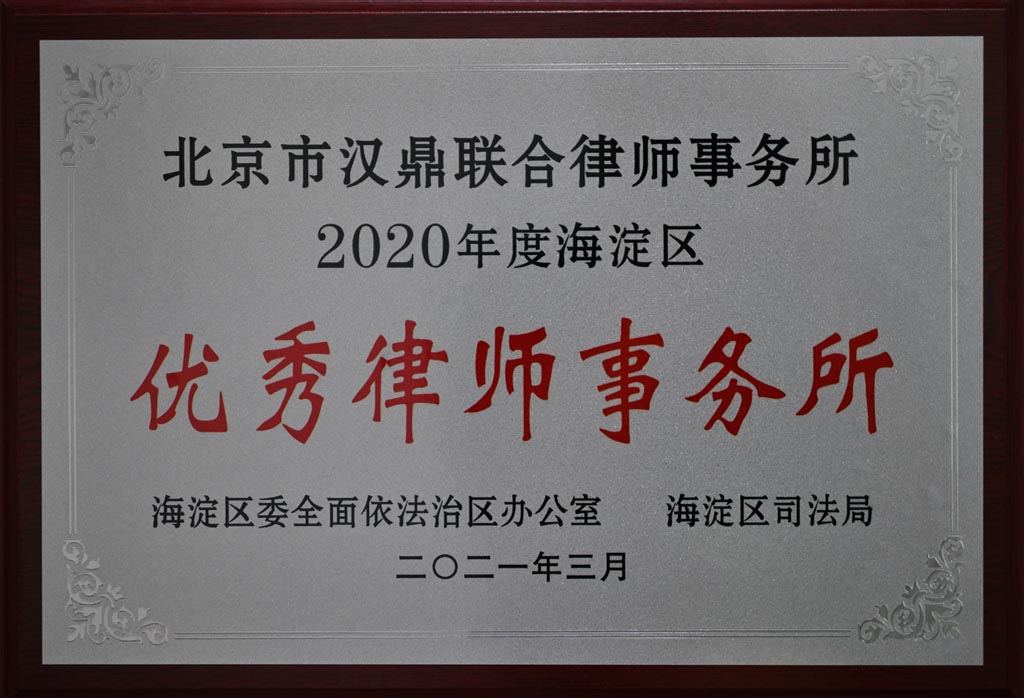 北京市汉鼎联合律师事务所
2020年度海淀区
优秀律师事务所
海淀区委全面依法治区办公室 海淀区司法局
二〇二一年三月